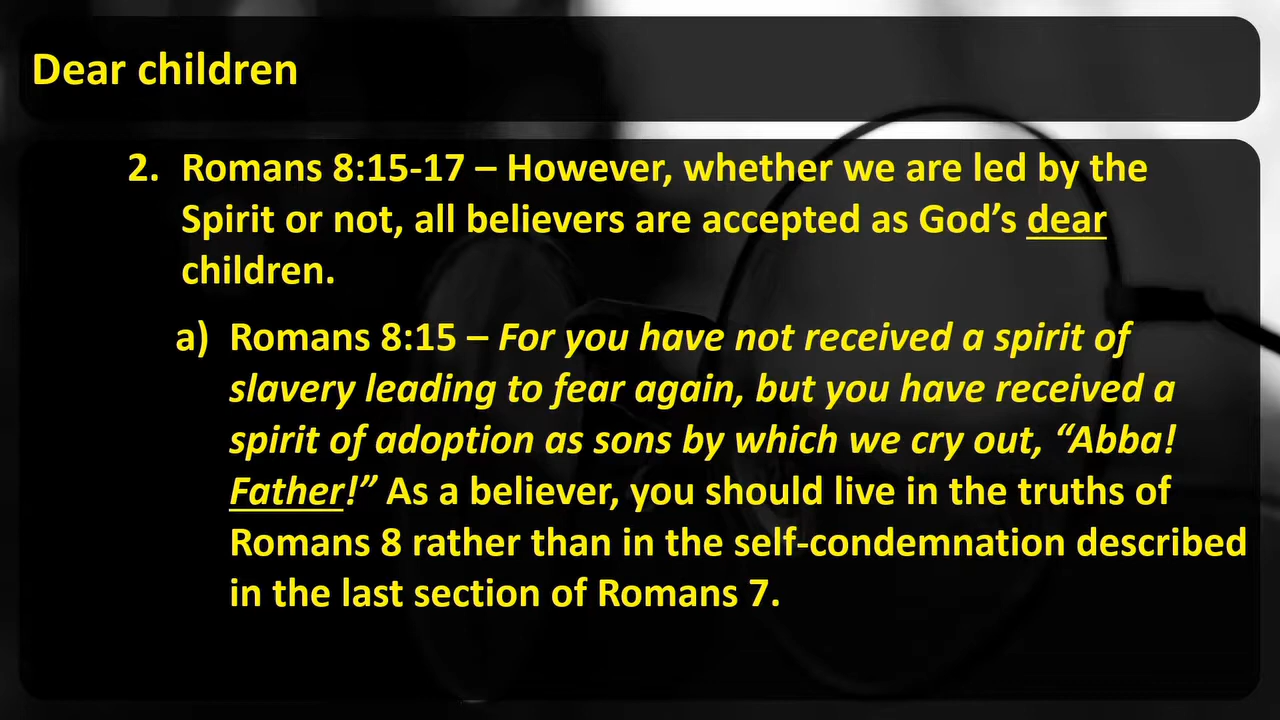 Dear children
2. Romans 8:15-17 – However, whether we are led by the
Spirit or not, all believers are accepted as God’s dear
children.
a) Romans 8:15 – For you have not received a spirit of
slavery leading to fear again, but you have received a
spirit of adoption as sons by which we cry out, “Abba!
Father!” As a believer, you should live in the truths of
Romans 8 rather than in the self-condemnation described
in the last section of Romans 7.